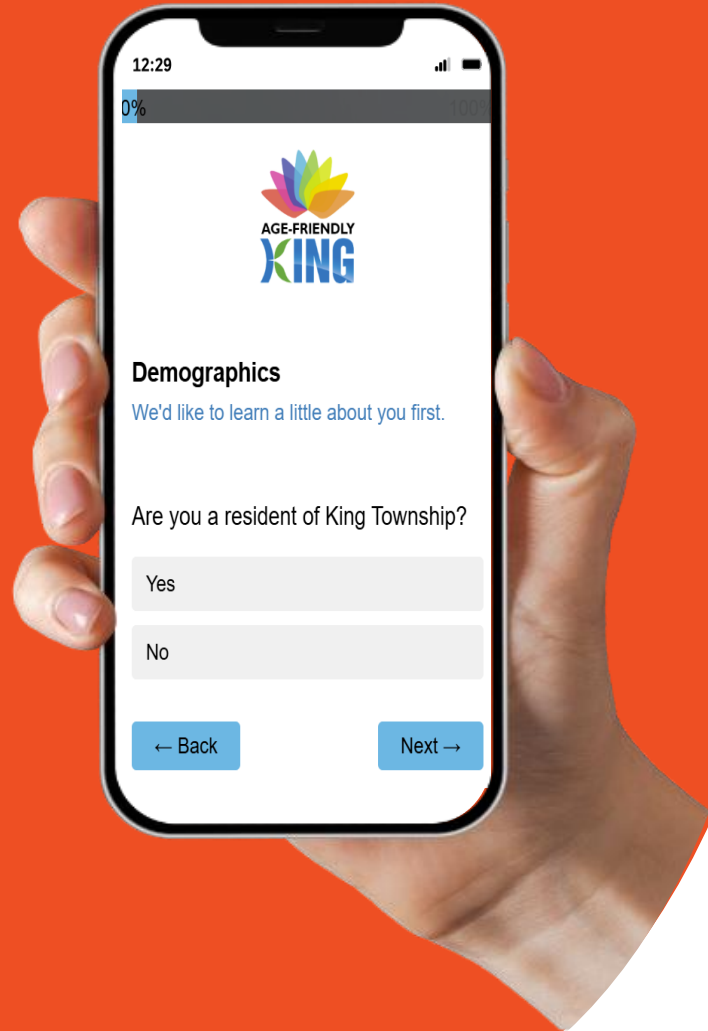 12:29
0% 100%
AGE-FRIENDLY
KING
Demographics
We'd like to learn a little about you first.
Are you a resident of King Township?
Yes
No
← Back Next →